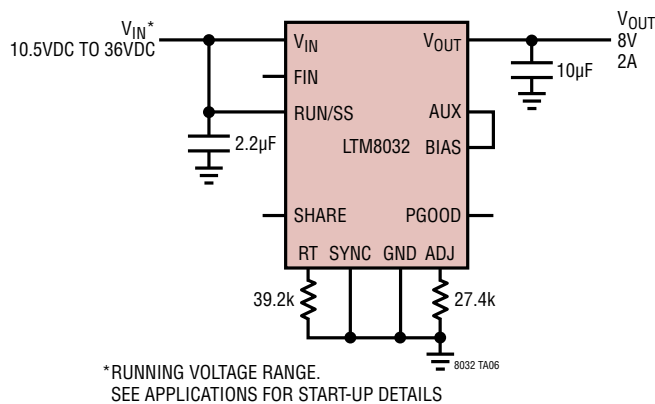 VIN*
10.5VDC TO 36VDC
VIN
VOUT
VOUT
8V
2A
FIN
10µF
RUN/SS
AUX
2.2µF
LTM8032
BIAS
SHARE
PGOOD
RT SYNC GND ADJ
39.2k
27.4k
8032 TA06
*RUNNING VOLTAGE RANGE.
SEE APPLICATIONS FOR START-UP DETAILS